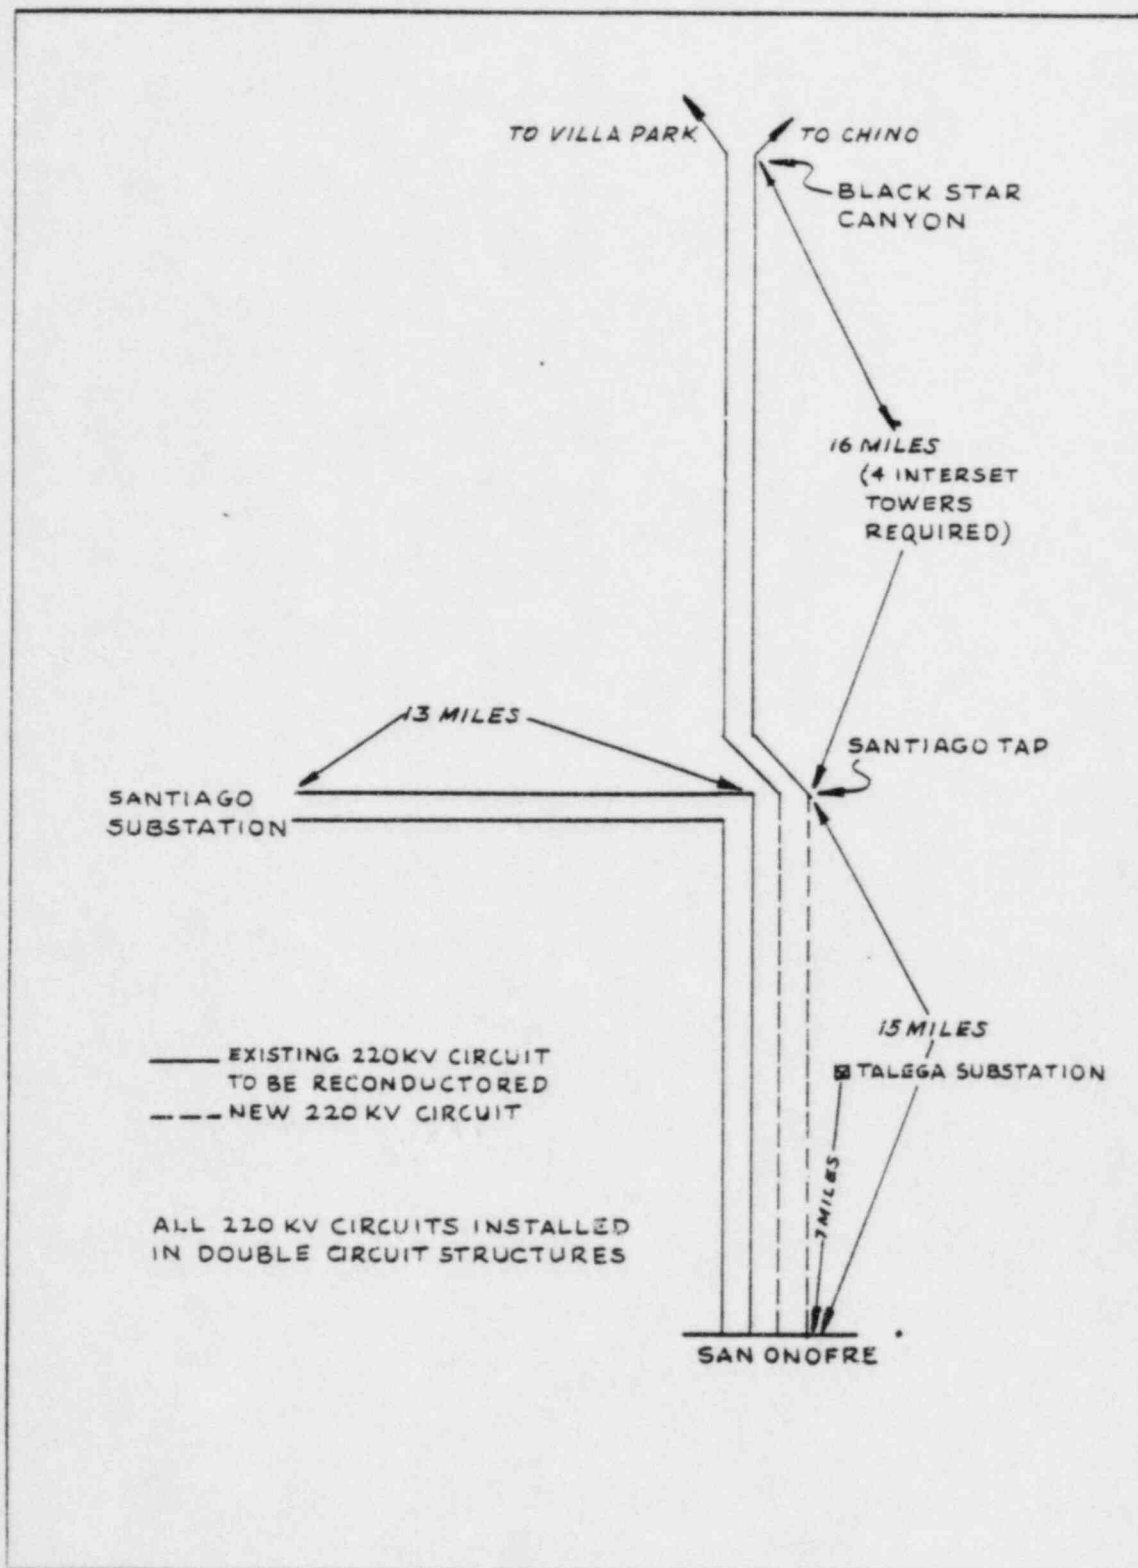 TO VILLA PARK
TO CHINO
BLACK STAR
CANYON
16 MILES
(4 INTERSET
TOWERS
REQUIRED)
13 MILES
SANTIAGO TAP
SANTIAGO
SUBSTATION
15 MILES
TALEGA SUBSTATION
EXISTING 220KV CIRCUIT
TO BE RECONDUCTORED
NEW 220 KV CIRCUIT
7 MILES
ALL 220 KV CIRCUITS INSTALLED
IN DOUBLE CIRCUIT STRUCTURES
SAN ONOFRE